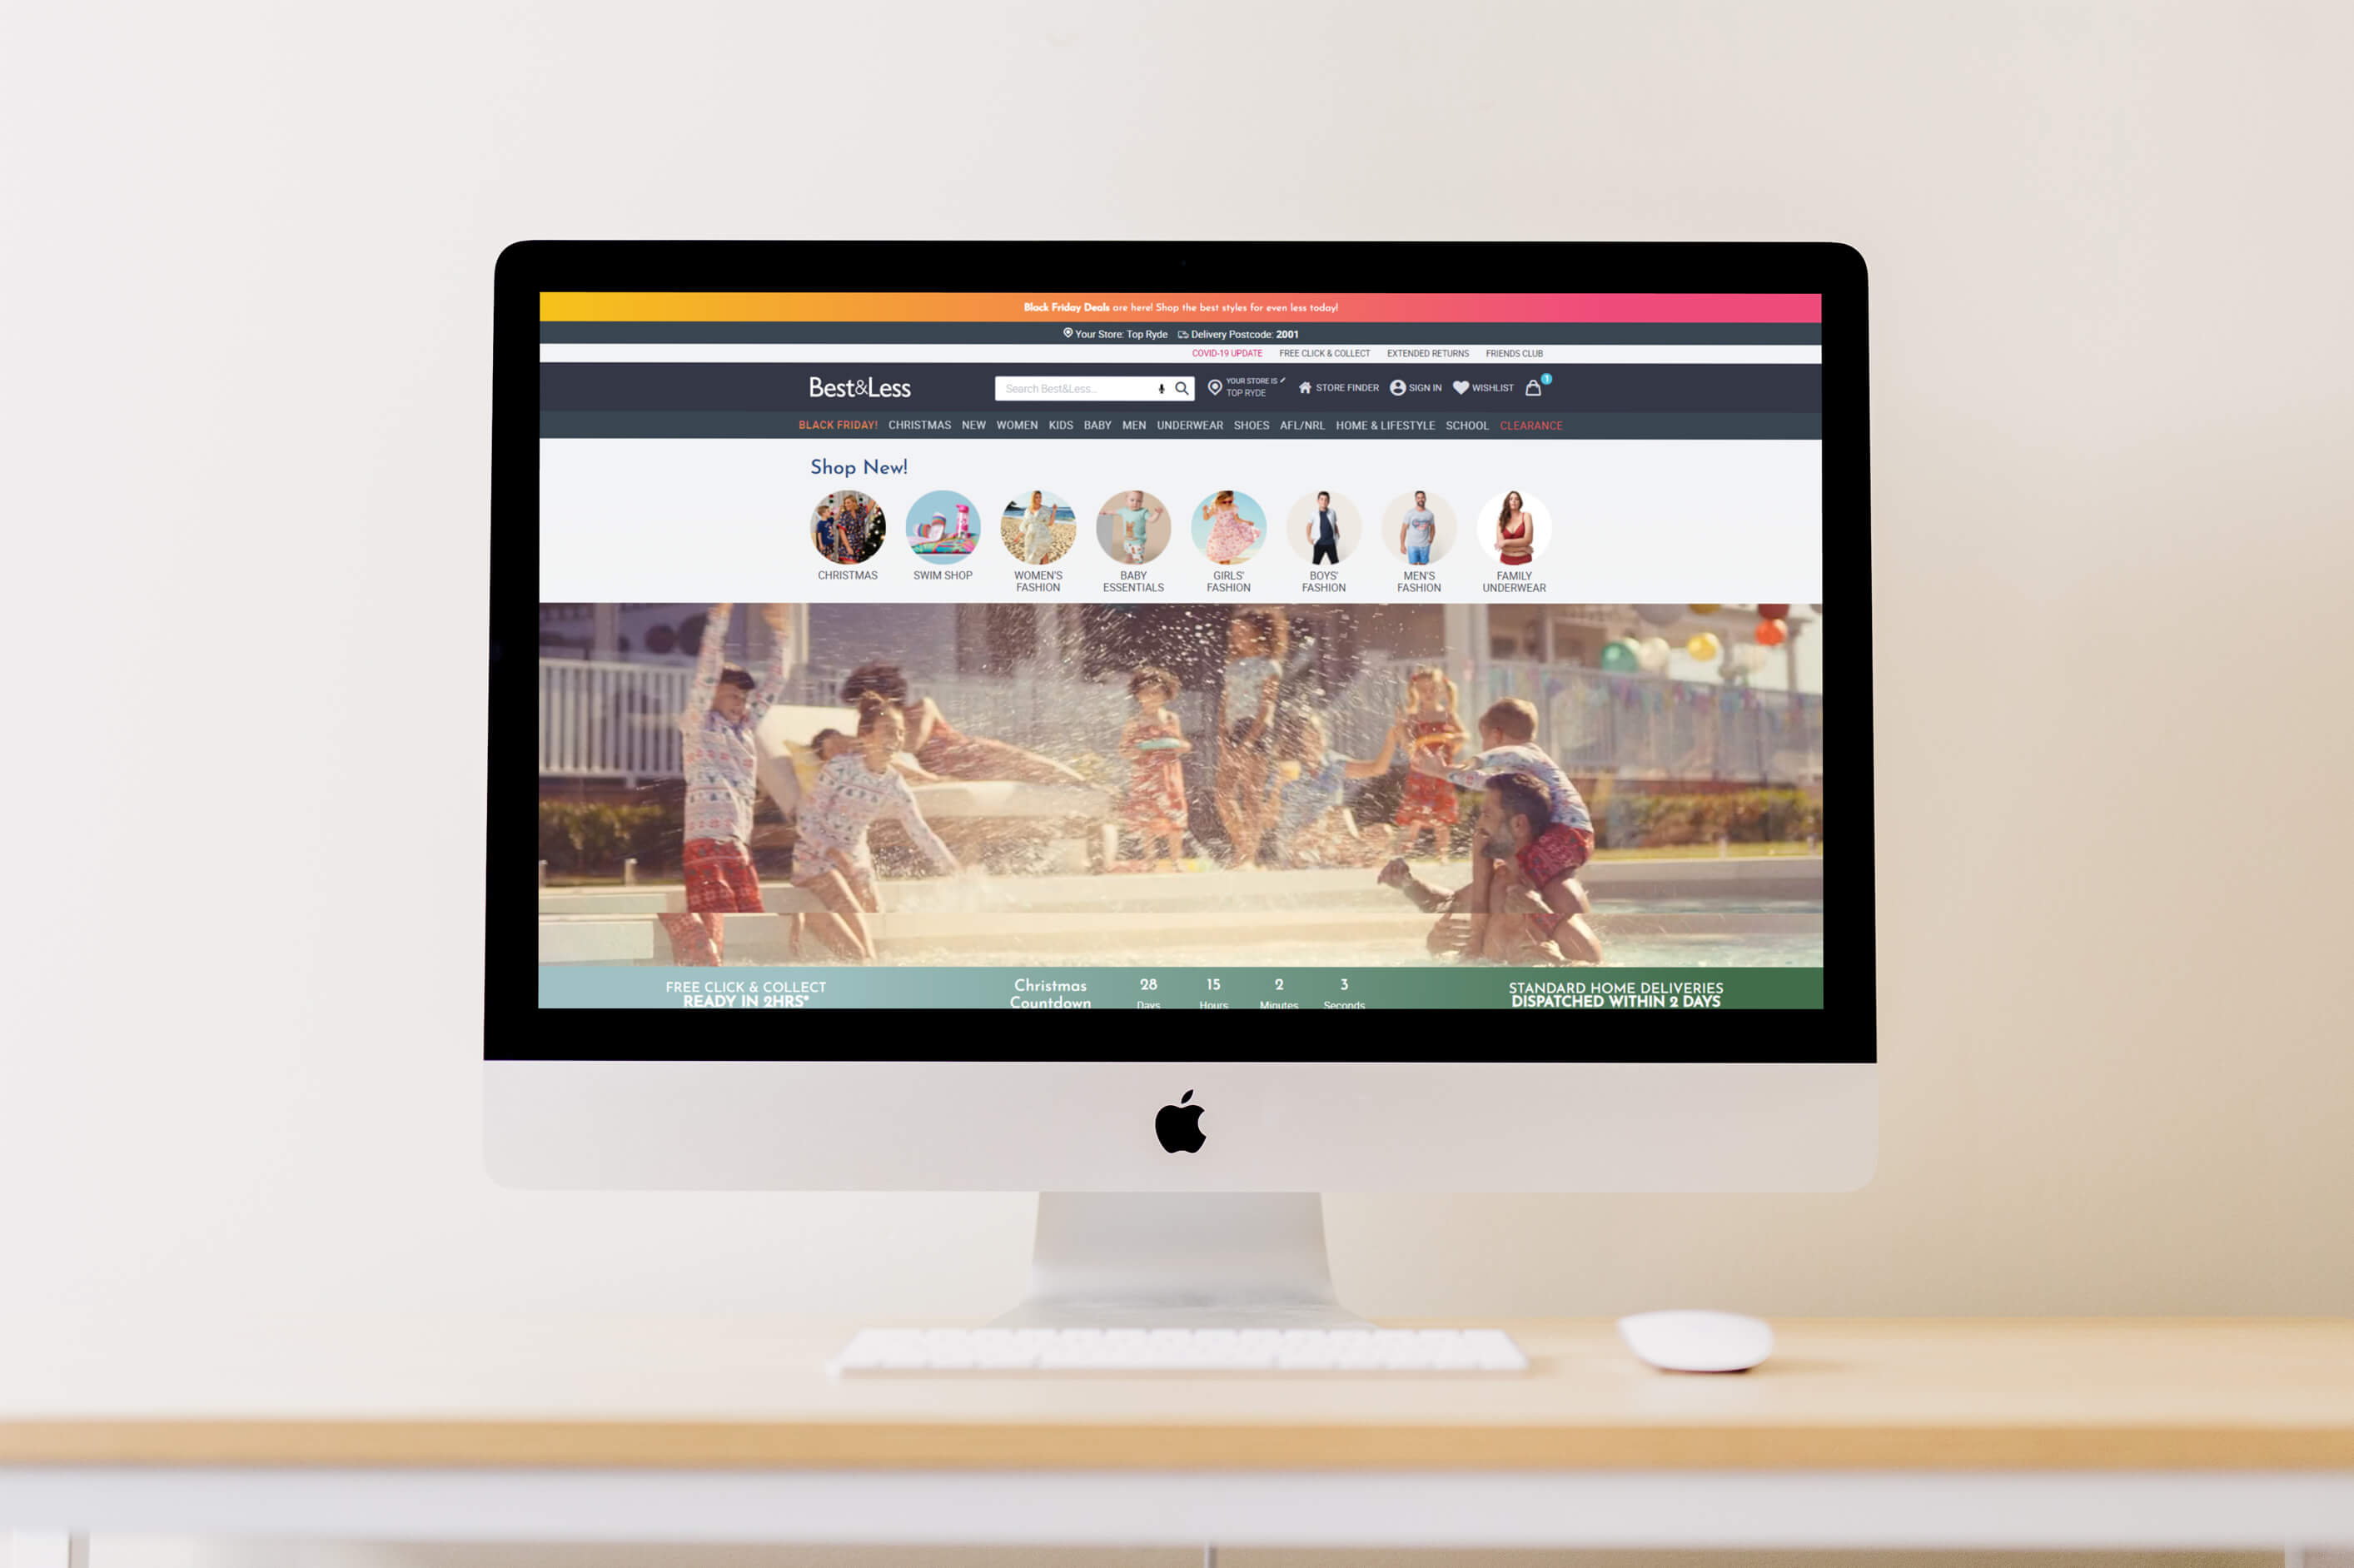 Black Friday Deals are here! Shop the best styles for even less today!
Your Store: Top Ryde Delivery Postcode: 2001
COVID-19 UPDATE FREE CLICK & COLLECT EXTENDED RETURNS FRIENDS CLUB
Best&Less
Search Best&Less...
YOUR STORE IS
TOP RYDE
STORE FINDER
SIGN IN
WISHLIST
1
BLACK FRIDAY! CHRISTMAS NEW WOMEN KIDS BABY MEN UNDERWEAR SHOES AFL/NRL HOME & LIFESTYLE SCHOOL CLEARANCE
Shop New!
CHRISTMAS
SWIM SHOP
WOMEN'S
FASHION
BABY
ESSENTIALS
GIRLS'
FASHION
BOYS'
FASHION
MEN'S
FASHION
FAMILY
UNDERWEAR
FREE CLICK & COLLECT
READY IN 2HRS*
Christmas
Countdown
28
Days
15
Hours
2
Minutes
3
Seconds
STANDARD HOME DELIVERIES
DISPATCHED WITHIN 2 DAYS